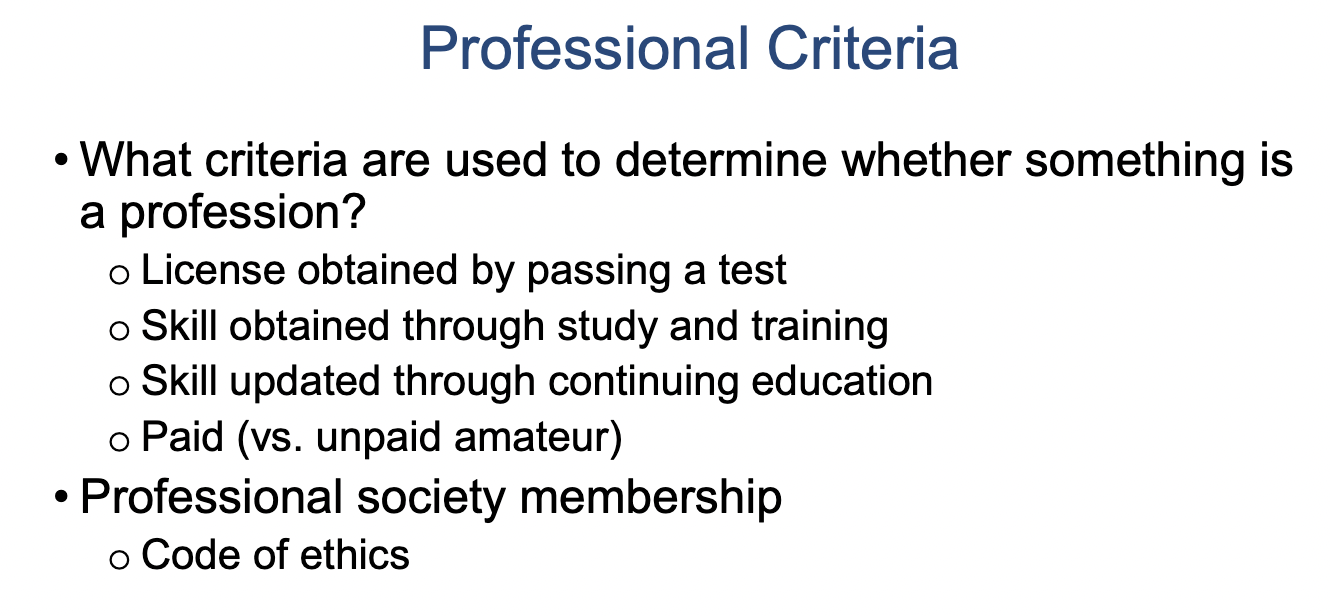 Professional Criteria
• What criteria are used to determine whether something is
a profession?
o License obtained by passing a test
o Skill obtained through study and training
o Skill updated through continuing education
o Paid (vs. unpaid amateur)
• Professional society membership
o Code of ethics